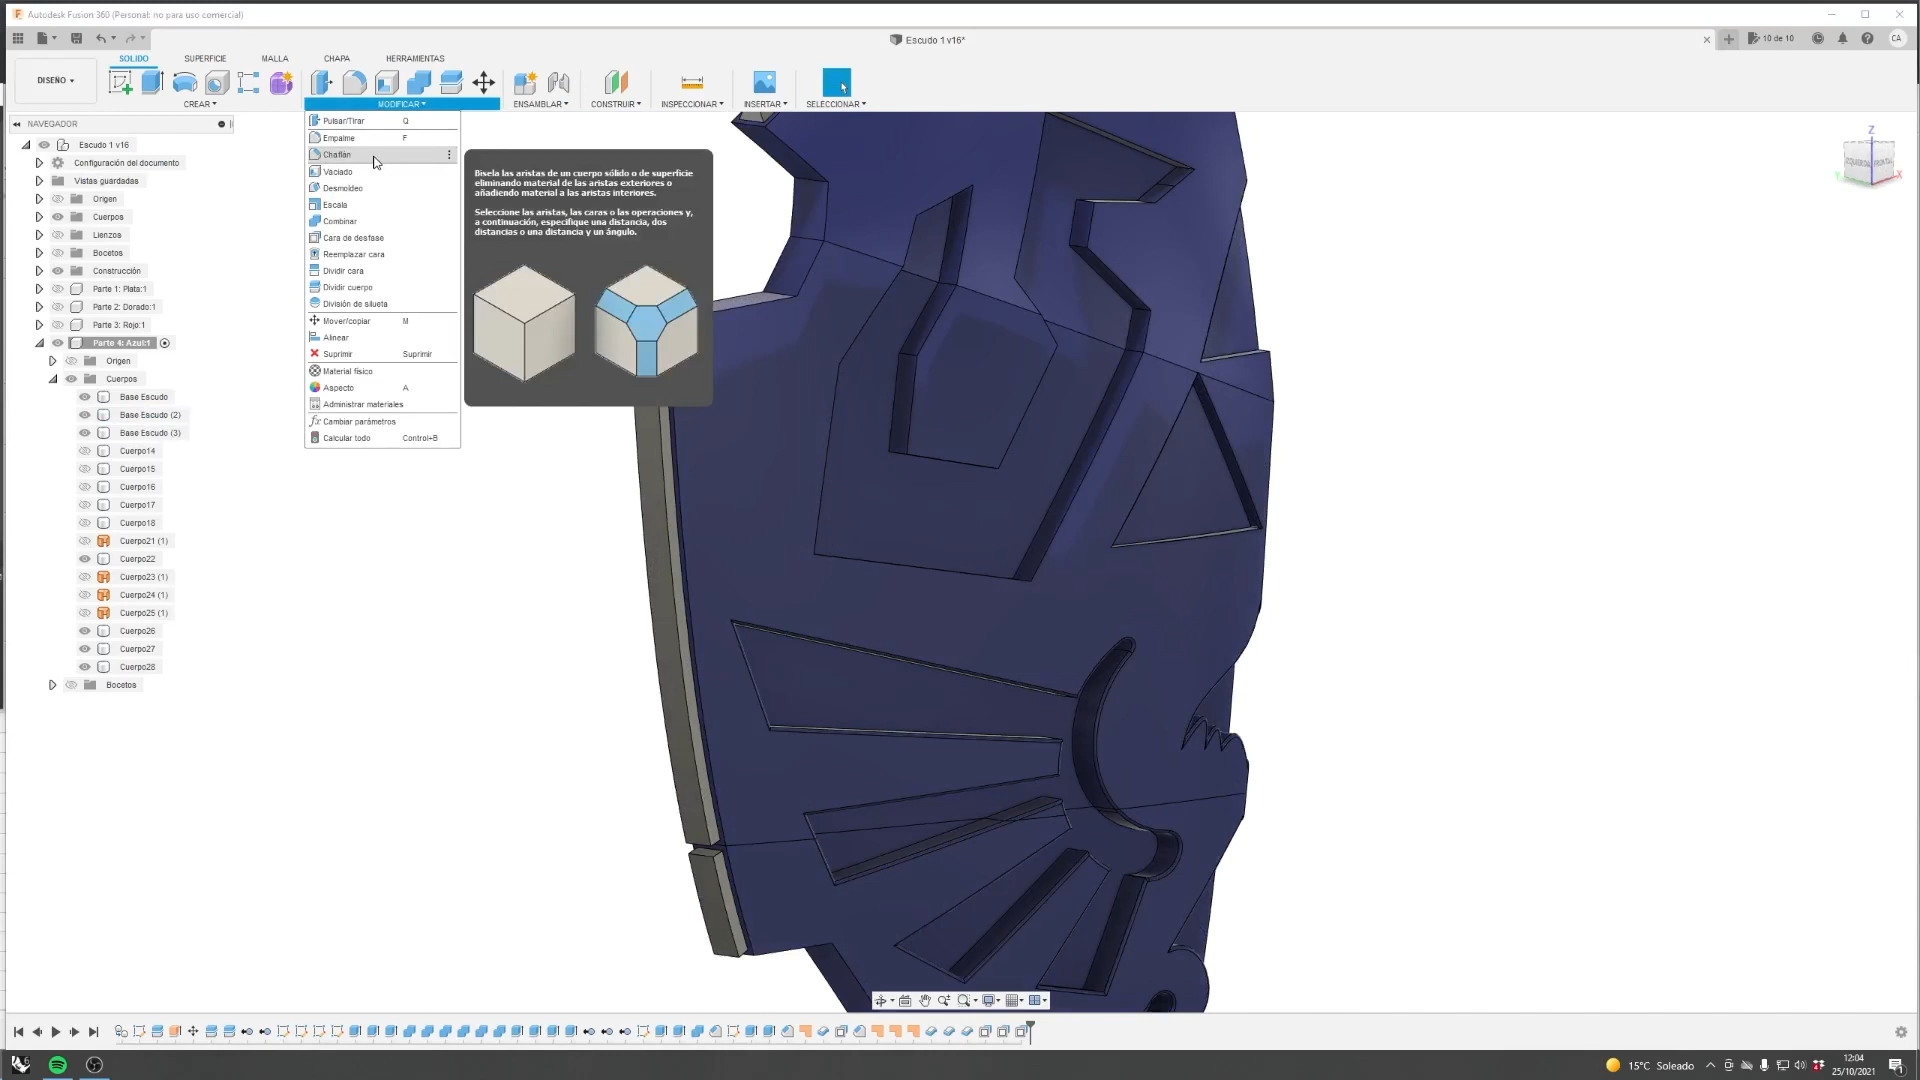 Autodesk Fusion 360 (Personal: no para uso comercial)
Escudo 1 v16*
10 de 10
CA
DISEÑO
SOLIDO
SUPERFICIE
MALLA
CHAPA
HERRAMIENTAS
CREAR
MODIFICAR
ENSAMBLAR
CONSTRUIR
INSPECCIONAR
INSERTAR
SELECCIONAR
NAVEGADOR
Escudo 1 v16
Configuración del documento
Vistas guardadas
Origen
Cuerpos
Lienzos
Bocetos
Construcción
Parte 1: Plata:1
Parte 2: Dorado:1
Parte 3: Rojo:1
Parte 4: Azul:1
Origen
Cuerpos
Base Escudo
Base Escudo (2)
Base Escudo (3)
Cuerpo14
Cuerpo15
Cuerpo16
Cuerpo17
Cuerpo18
Cuerpo21 (1)
Cuerpo22
Cuerpo23 (1)
Cuerpo24 (1)
Cuerpo25 (1)
Cuerpo26
Cuerpo27
Cuerpo28
Bocetos
Pulsar/Tirar Q
Empalme F
Chaflán
Vaciado
Desmoldeo
Escala
Combinar
Cara de desfase
Reemplazar cara
Dividir cara
Dividir cuerpo
División de silueta
Mover/copiar M
Alinear
Suprimir Suprimir
Material físico
Aspecto A
Administrar materiales
Cambiar parámetros
Calcular todo Control+B
Bisela las aristas de un cuerpo sólido o de superficie
eliminando material de las aristas exteriores o
añadiendo material a las aristas interiores.
Seleccione las aristas, las caras o las operaciones y,
a continuación, especifique una distancia, dos
distancias o una distancia y un ángulo.
Z
Y
X
15°C Soleado
12:04
25/10/2021